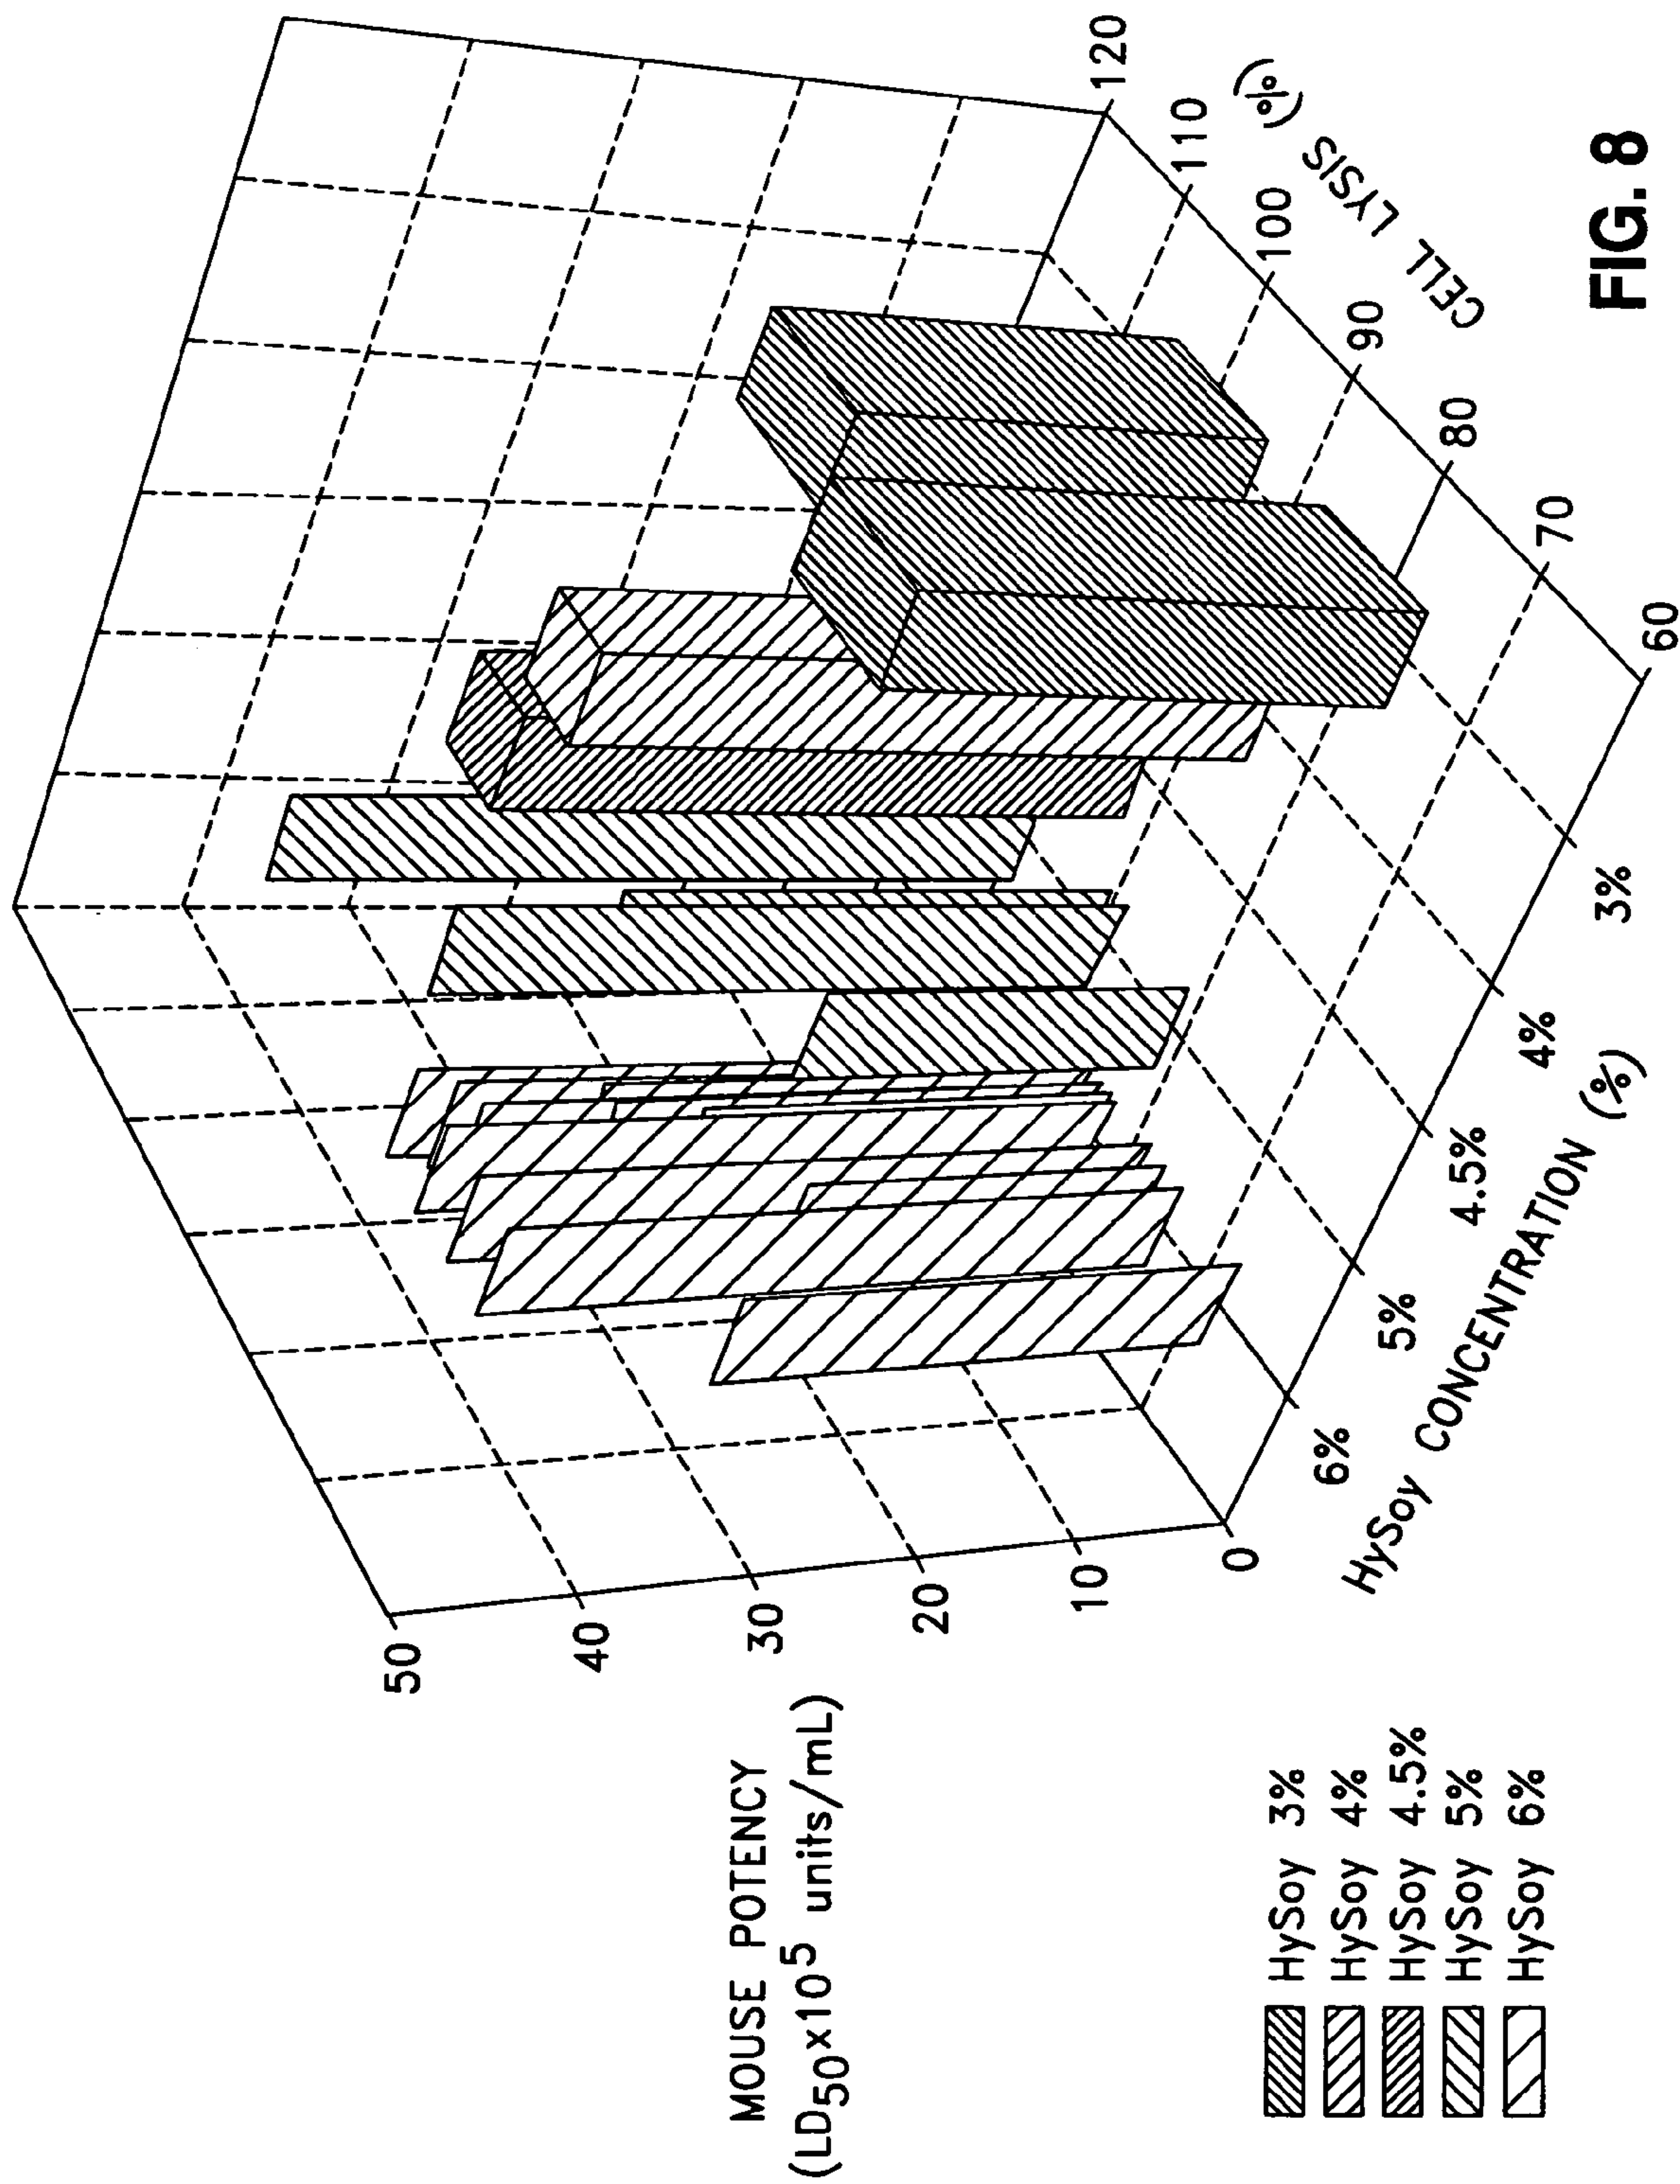 MOUSE POTENCY
(LD50x10^5 units/mL)
50
40
30
20
10
0
6%
5%
4.5%
4%
3%
HySoy CONCENTRATION (%)
60
70
80
90
100
110
120
CELL LYSIS (%)
HySoy 3%
HySoy 4%
HySoy 4.5%
HySoy 5%
HySoy 6%
FIG. 8